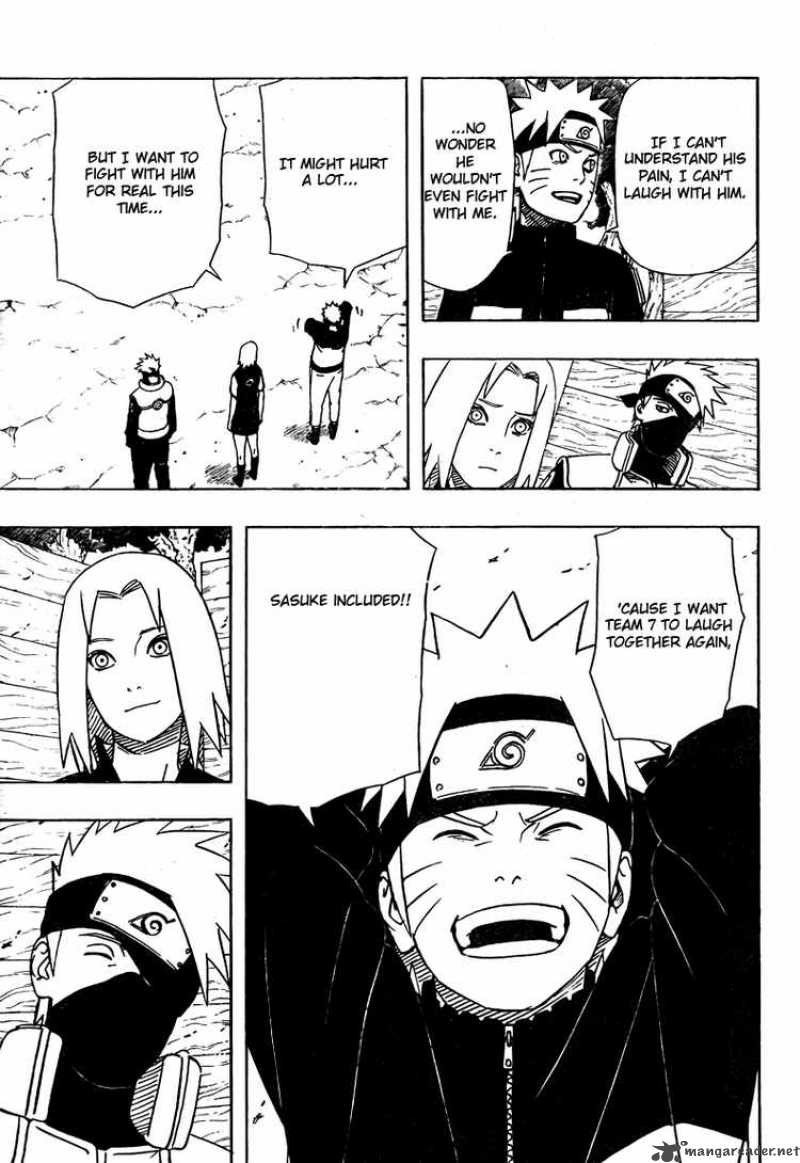 IF I CAN'T
UNDERSTAND HIS
PAIN, I CAN'T
LAUGH WITH HIM.
...NO
WONDER
HE
WOULDN'T
EVEN FIGHT
WITH ME.
IT MIGHT HURT
A LOT...
BUT I WANT TO
FIGHT WITH HIM
FOR REAL THIS
TIME...
'CAUSE I WANT
TEAM 7 TO LAUGH
TOGETHER AGAIN,
SASUKE INCLUDED!!
mangareader.net